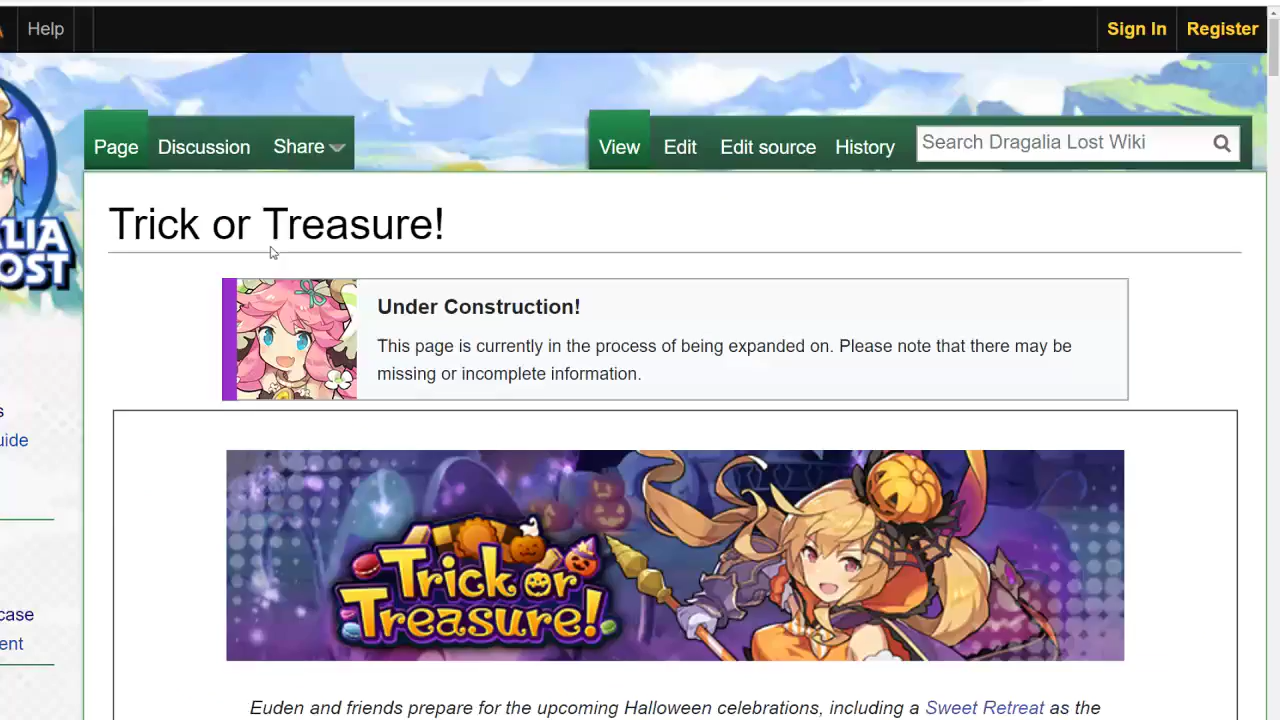 Help
Sign In
Register
Page
Discussion
Share
View
Edit
Edit source
History
Search Dragalia Lost Wiki
ALIA
OST
Trick or Treasure!
Under Construction!
This page is currently in the process of being expanded on. Please note that there may be
missing or incomplete information.
s
uide
case
ent
Trick or
Treasure!
Euden and friends prepare for the upcoming Halloween celebrations, including a Sweet Retreat as the